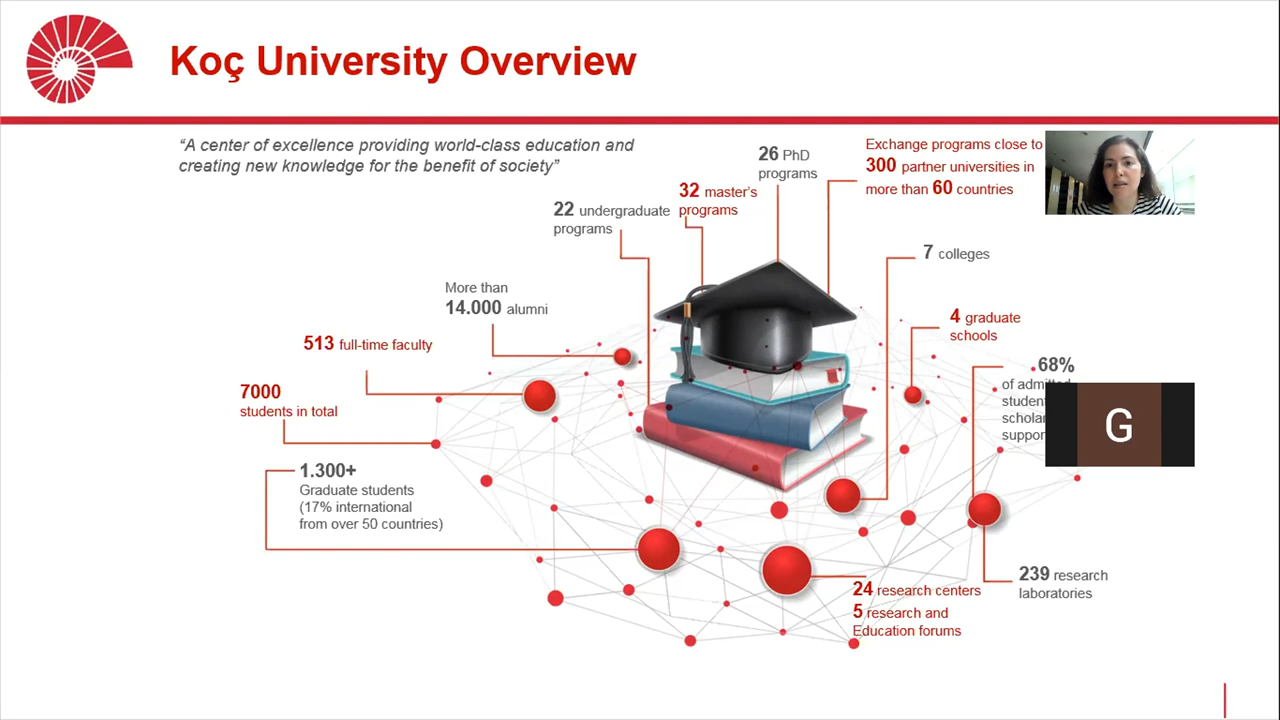 Koç University Overview
“A center of excellence providing world-class education and
creating new knowledge for the benefit of society”
26 PhD
programs
Exchange programs close to
300 partner universities in
more than 60 countries
32 master's
programs
22 undergraduate
programs
7 colleges
More than
14.000 alumni
4 graduate
schools
513 full-time faculty
68%
of
7000
students in total
1.300+
Graduate students
(17% international
from over 50 countries)
G
239 research
laboratories
24 research centers
5 research and
Education forums